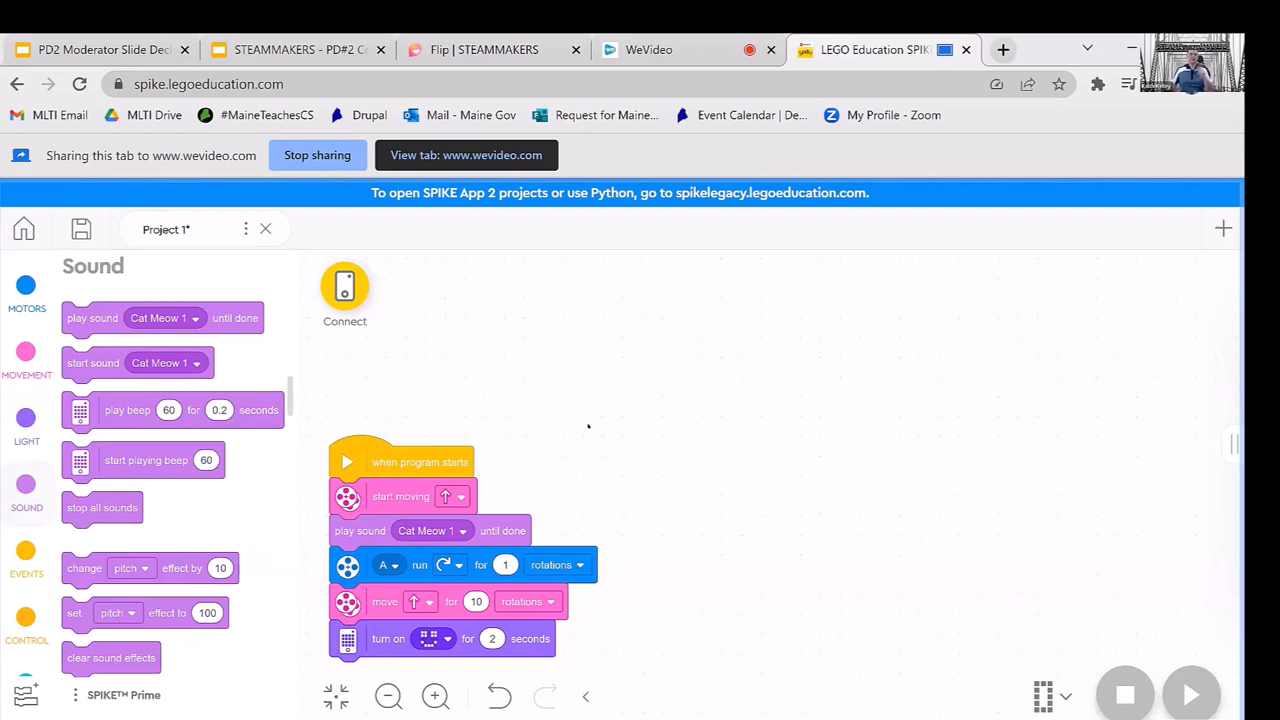 PD2 Moderator Slide Dec
STEAMMAKERS - PD#2 C
Flip | STEAMMAKERS
WeVideo
LEGO Education SPIK
spike.legoeducation.com
MLTI Email
MLTI Drive
#MaineTeachesCS
Drupal
Mail - Maine Gov
Request for Maine...
Event Calendar | De...
My Profile - Zoom
Sharing this tab to www.wevideo.com
Stop sharing
View tab: www.wevideo.com
To open SPIKE App 2 projects or use Python, go to spikelegacy.legoeducation.com.
Project 1*
Sound
MOTORS
MOVEMENT
LIGHT
SOUND
EVENTS
CONTROL
play sound Cat Meow 1 until done
start sound Cat Meow 1
play beep 60 for 0.2 seconds
start playing beep 60
stop all sounds
change pitch effect by 10
set pitch effect to 100
clear sound effects
SPIKE™ Prime
Connect
when program starts
start moving
play sound Cat Meow 1 until done
A run for 1 rotations
move for 10 rotations
turn on for 2 seconds